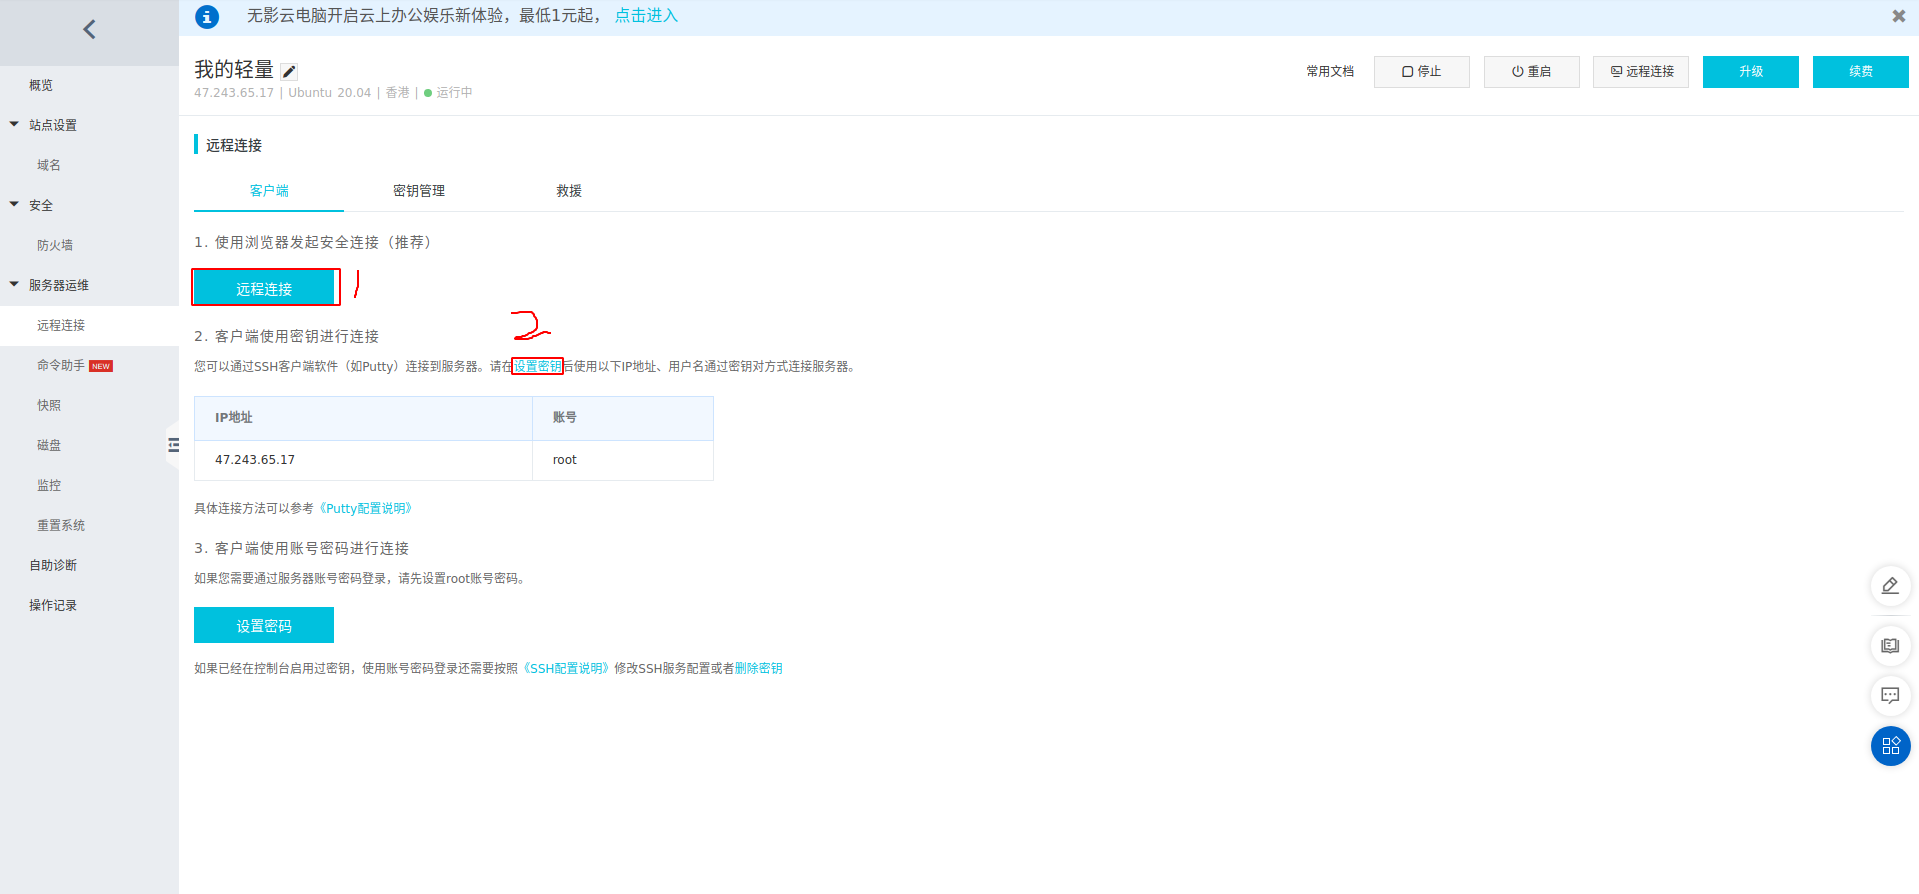 无影云电脑开启云上办公娱乐新体验，最低1元起， 点击进入
我的轻量
47.243.65.17 | Ubuntu 20.04 | 香港 | 运行中
常用文档 停止 重启 远程连接 升级 续费
概览
站点设置
域名
安全
防火墙
服务器运维
远程连接
命令助手 NEW
快照
磁盘
监控
重置系统
自助诊断
操作记录
远程连接
客户端 密钥管理 救援
1. 使用浏览器发起安全连接（推荐）
远程连接 1
2
2. 客户端使用密钥进行连接
您可以通过SSH客户端软件（如Putty）连接到服务器。请在设置密钥后使用以下IP地址、用户名通过密钥对方式连接服务器。
IP地址 账号
47.243.65.17 root
具体连接方法可以参考《Putty配置说明》
3. 客户端使用账号密码进行连接
如果您需要通过服务器账号密码登录，请先设置root账号密码。
设置密码
如果已经在控制台启用过密钥，使用账号密码登录还需要按照《SSH配置说明》修改SSH服务配置或者删除密钥